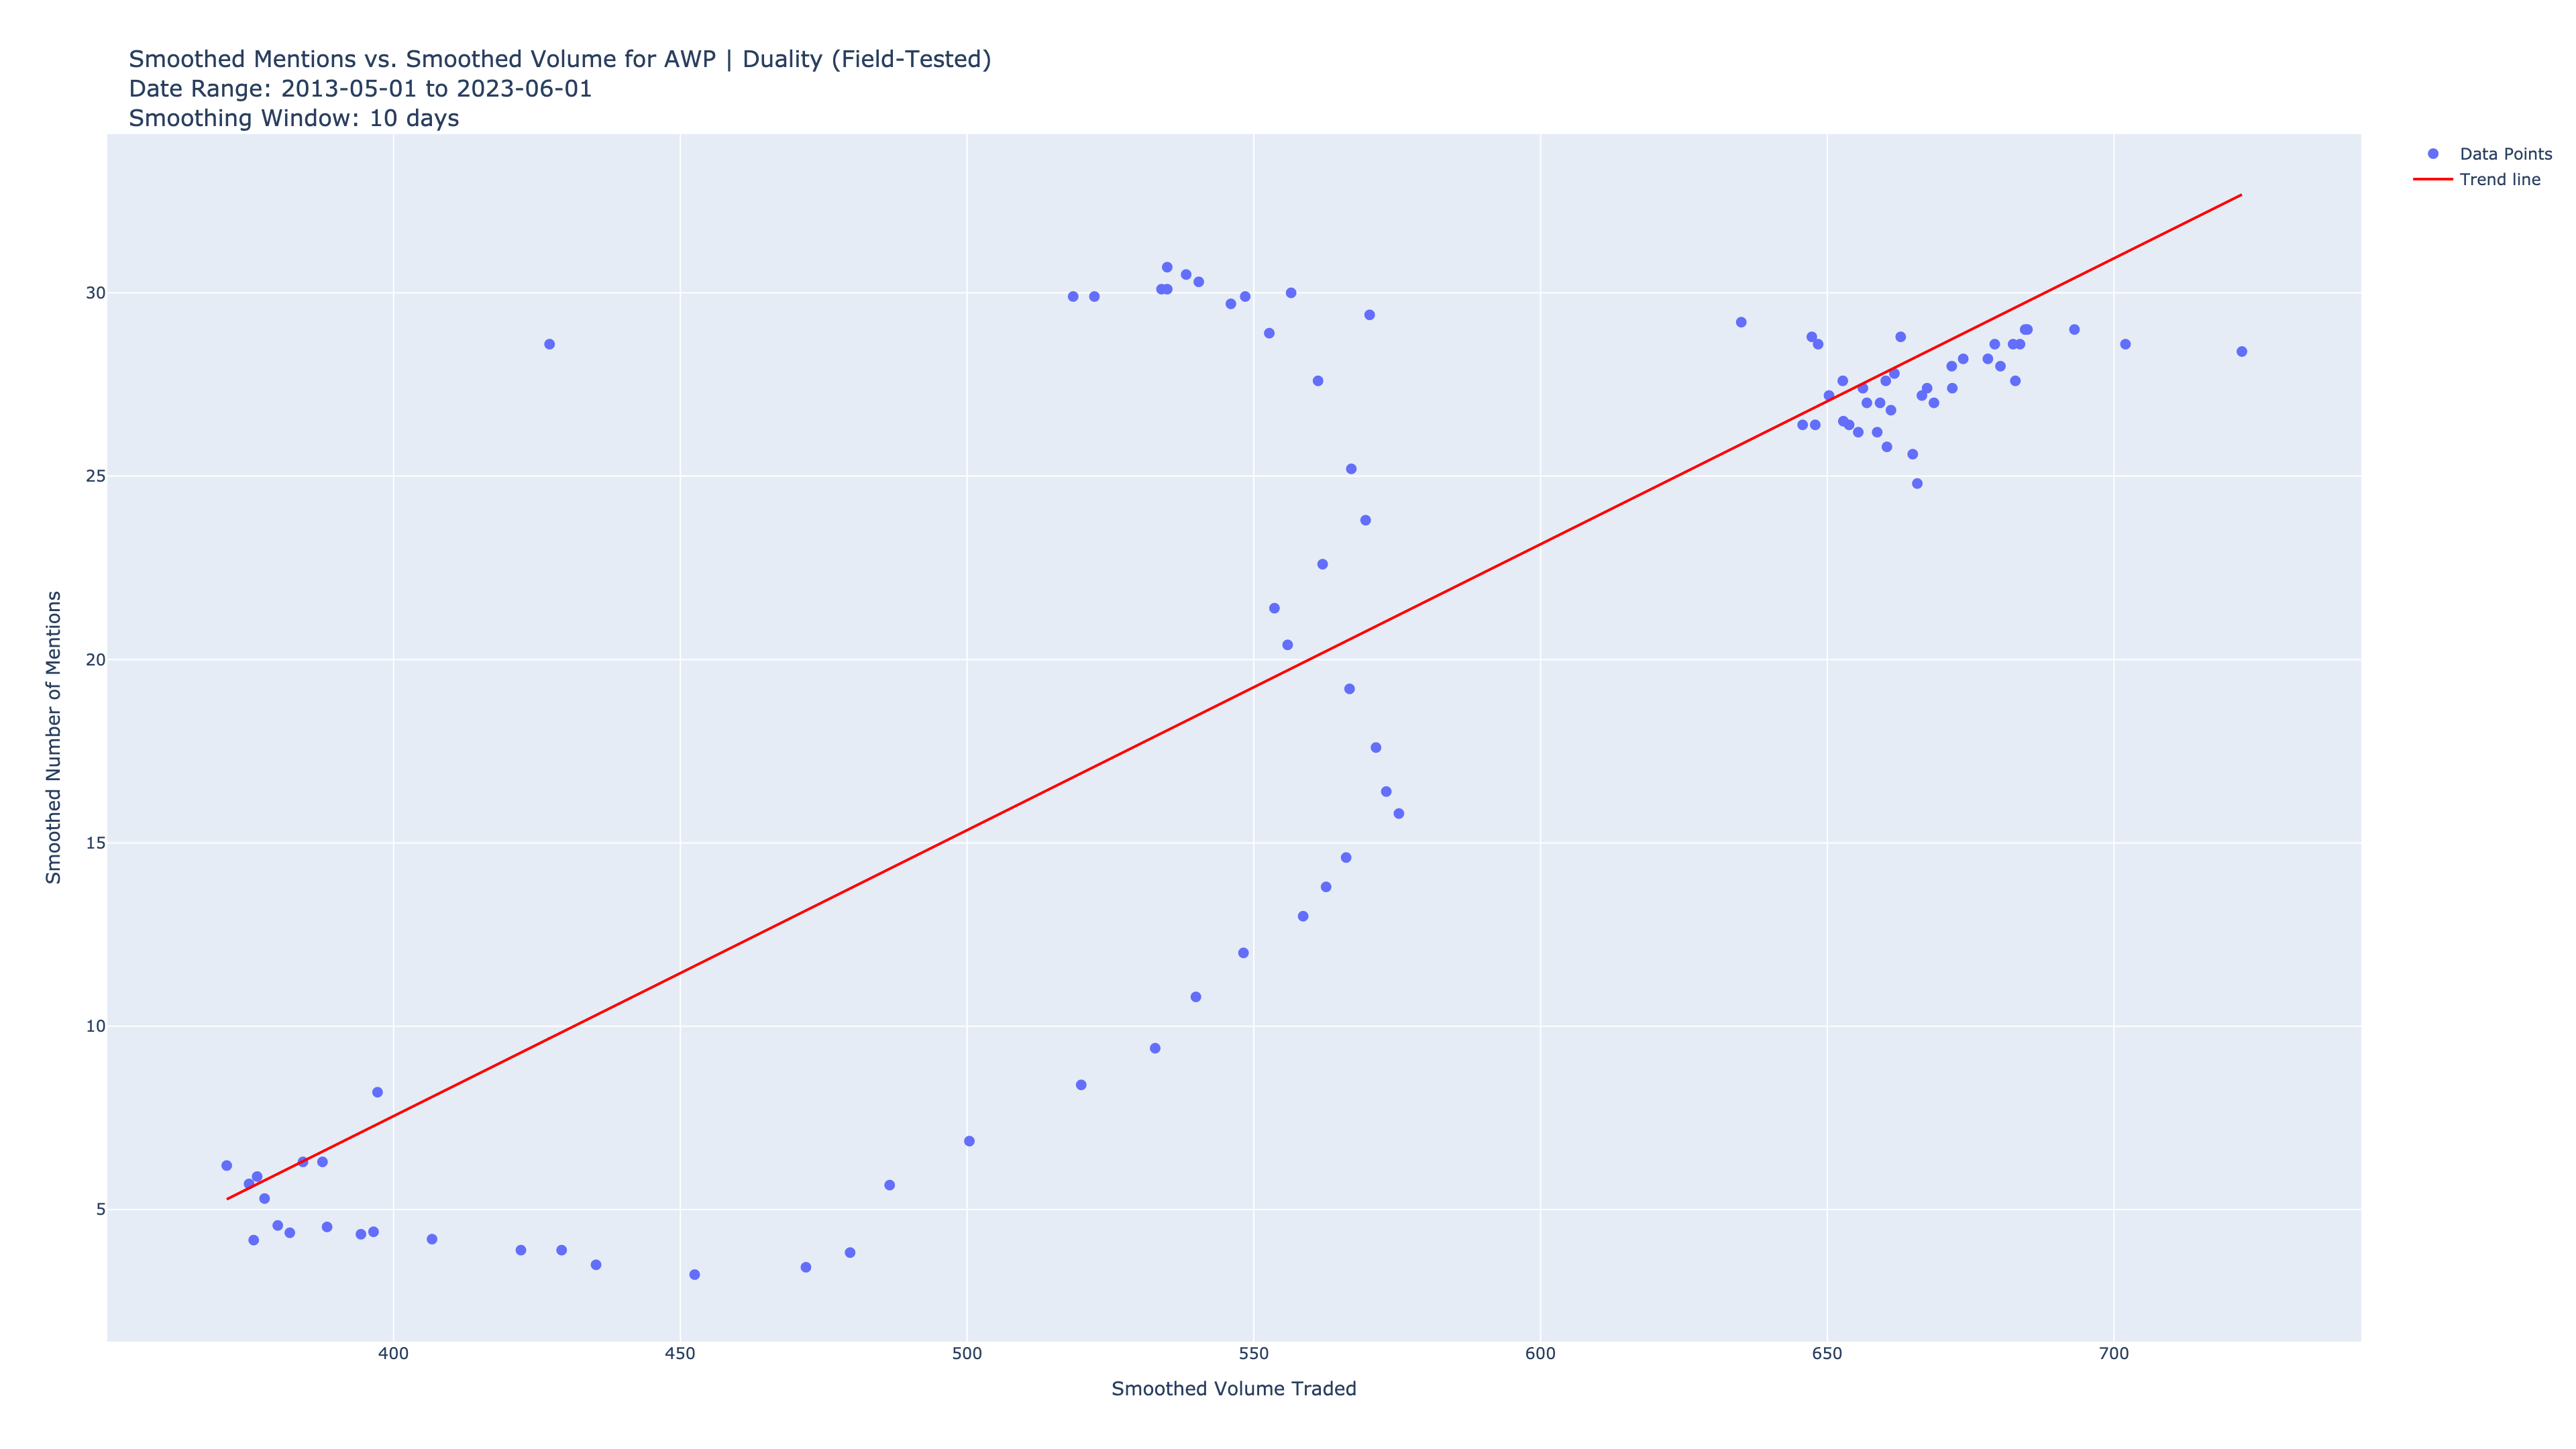 Smoothed Mentions vs. Smoothed Volume for AWP | Duality (Field-Tested)
Date Range: 2013-05-01 to 2023-06-01
Smoothing Window: 10 days
Data Points
Trend line
30
25
20
15
10
5
Smoothed Number of Mentions
400
450
500
550
600
650
700
Smoothed Volume Traded